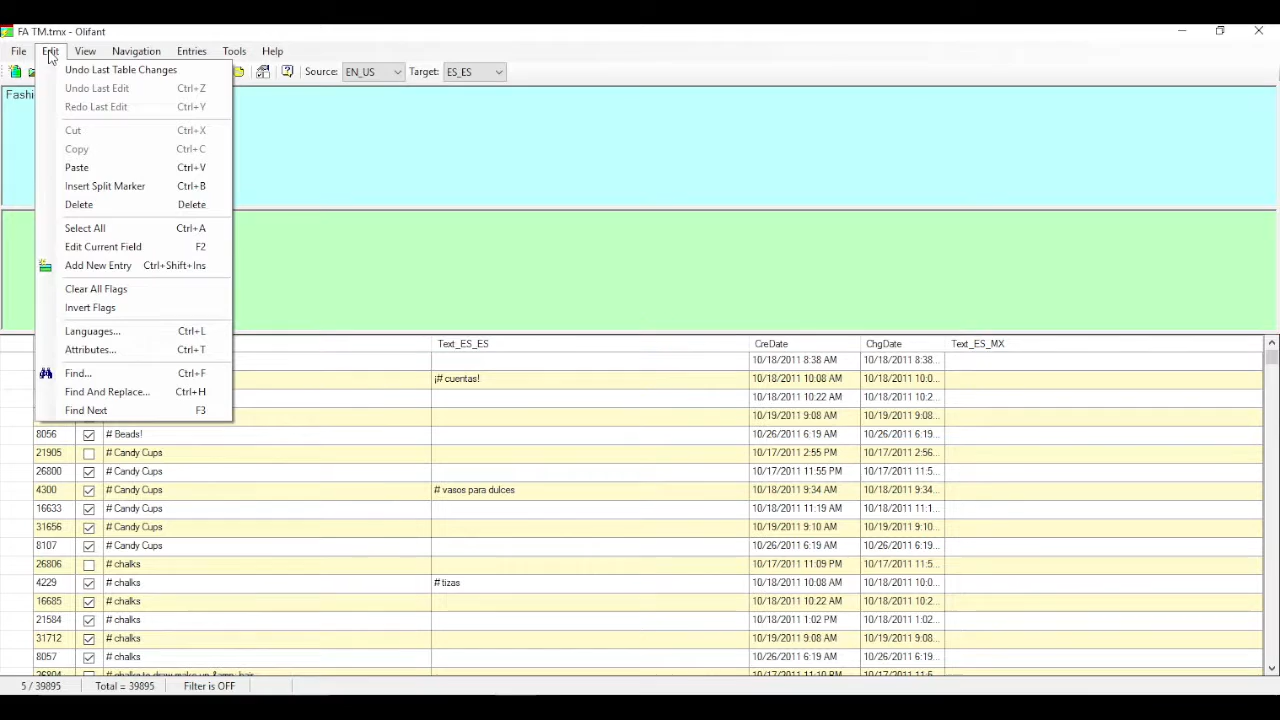 FA TM.tmx - Olifant
File Edit View Navigation Entries Tools Help
Source: EN_US Target: ES_ES
Fashi
Undo Last Table Changes
Undo Last Edit Ctrl+Z
Redo Last Edit Ctrl+Y
Cut Ctrl+X
Copy Ctrl+C
Paste Ctrl+V
Insert Split Marker Ctrl+B
Delete Delete
Select All Ctrl+A
Edit Current Field F2
Add New Entry Ctrl+Shift+Ins
Clear All Flags
Invert Flags
Languages... Ctrl+L
Attributes... Ctrl+T
Find... Ctrl+F
Find And Replace... Ctrl+H
Find Next F3
Text_ES_ES CreDate ChgDate Text_ES_MX
10/18/2011 8:38 AM 10/18/2011 8:38...
¡# cuentas! 10/18/2011 10:08 AM 10/18/2011 10:0...
10/18/2011 10:22 AM 10/18/2011 10:2...
10/19/2011 9:08 AM 10/19/2011 9:08...
8056 # Beads! 10/26/2011 6:19 AM 10/26/2011 6:19...
21905 # Candy Cups 10/17/2011 2:55 PM 10/17/2011 2:56...
26800 # Candy Cups 10/17/2011 11:55 PM 10/17/2011 11:5...
4300 # Candy Cups # vasos para dulces 10/18/2011 9:34 AM 10/18/2011 9:34...
16633 # Candy Cups 10/18/2011 11:19 AM 10/18/2011 11:1...
31656 # Candy Cups 10/19/2011 9:10 AM 10/19/2011 9:10...
8107 # Candy Cups 10/26/2011 6:19 AM 10/26/2011 6:19...
26806 # chalks 10/17/2011 11:09 PM 10/17/2011 11:5...
4229 # chalks # tizas 10/18/2011 10:08 AM 10/18/2011 10:0...
16685 # chalks 10/18/2011 10:22 AM 10/18/2011 10:2...
21584 # chalks 10/18/2011 1:02 PM 10/18/2011 1:02...
31712 # chalks 10/19/2011 9:08 AM 10/19/2011 9:08...
8057 # chalks 10/26/2011 6:19 AM 10/26/2011 6:19...
26804 # chalks to draw make up &amp; hair 10/17/2011 11:10 PM 10/17/2011 11:5...
5 / 39895 Total = 39895 Filter is OFF